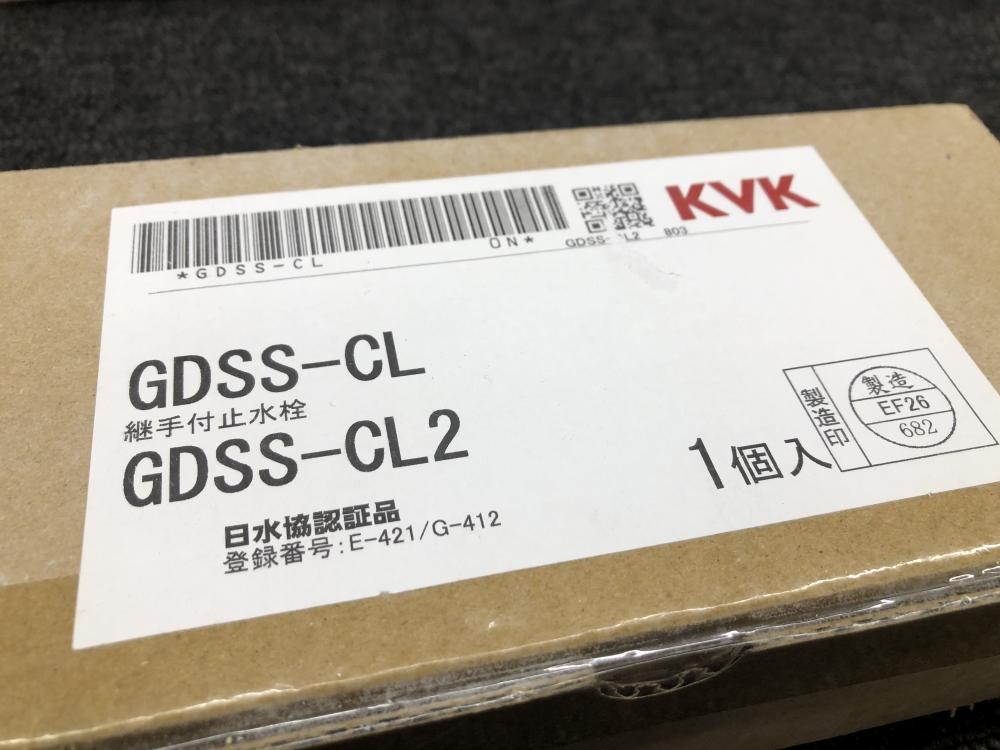 KVK
*GDSS-CL
ON*
803
GDSS-CL
継手付止水栓
GDSS-CL2
日水協認証品
登録番号:E-421/G-412
1個入
製造印
製造
EF26
682